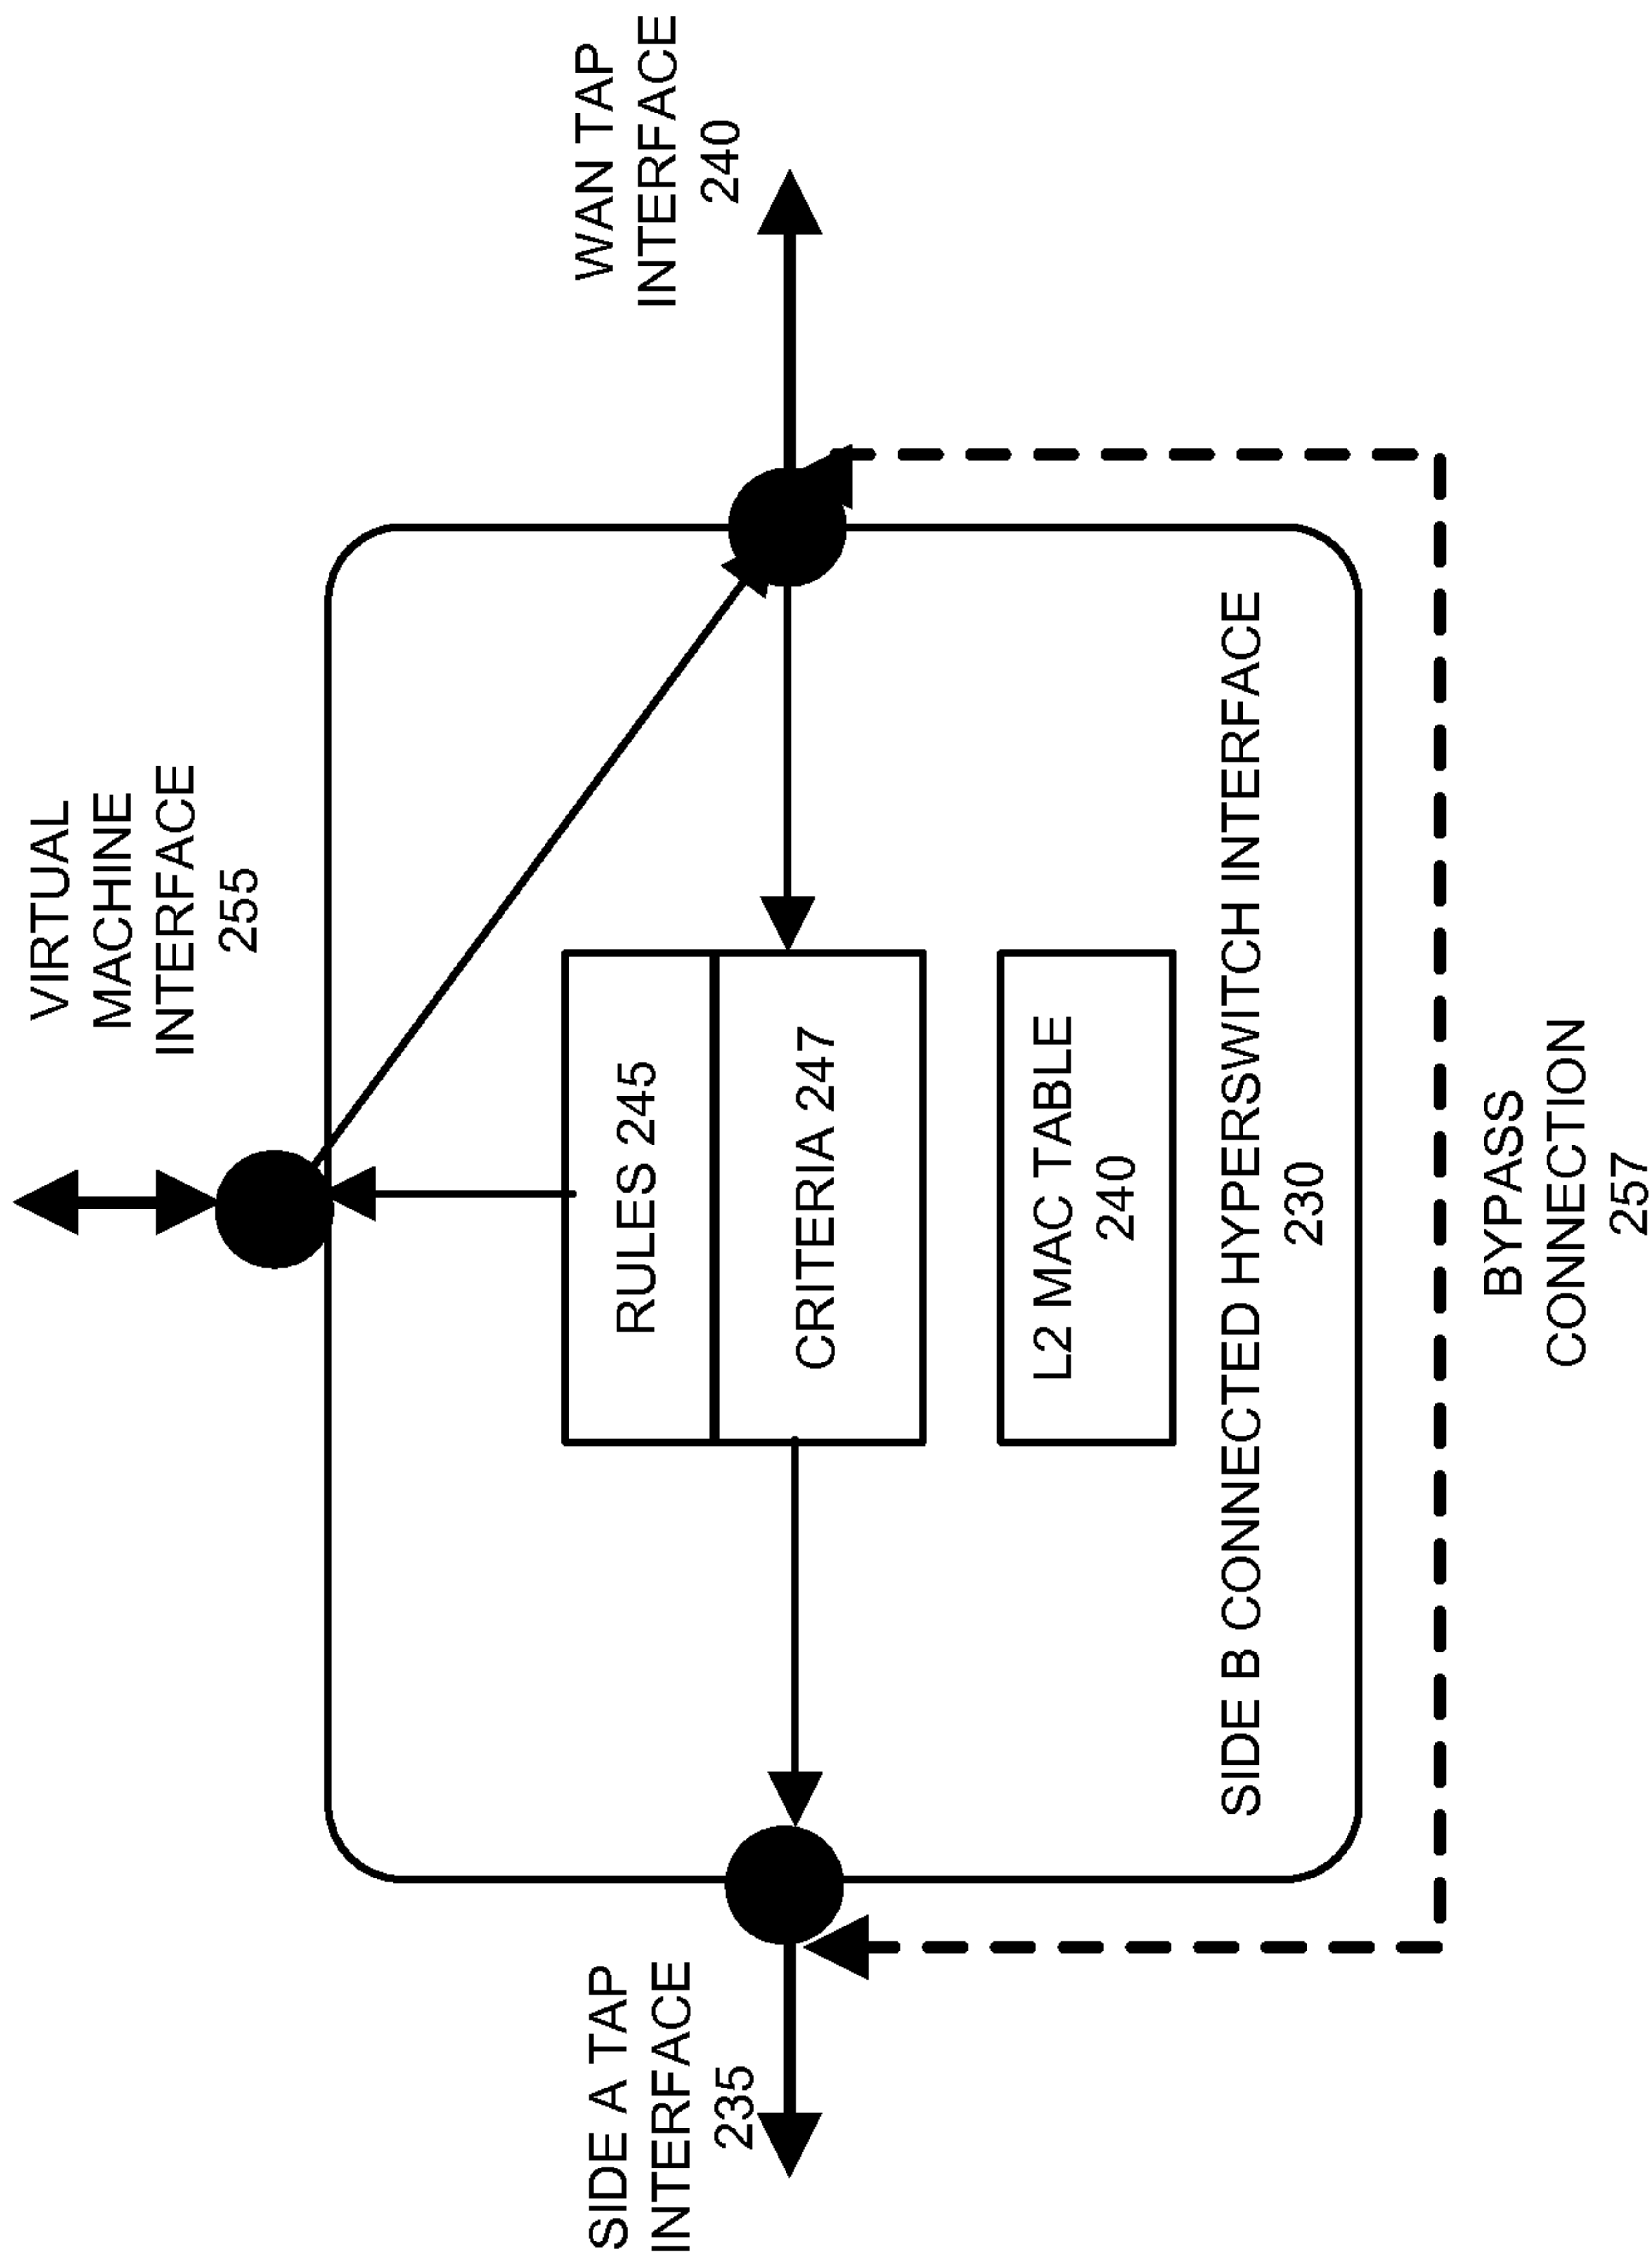 VIRTUAL
MACHINE
INTERFACE
255
SIDE A TAP
INTERFACE
235
WAN TAP
INTERFACE
240
RULES 245
CRITERIA 247
L2 MAC TABLE
240
SIDE B CONNECTED HYPERSWITCH INTERFACE
230
BYPASS
CONNECTION
257